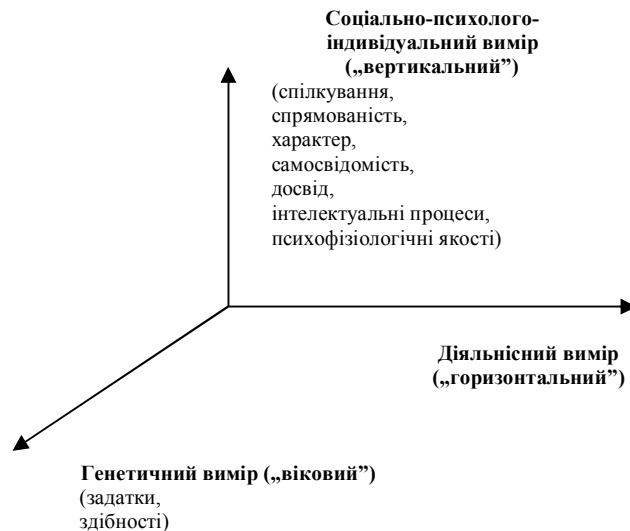 Соціально-психолого-
індивідуальний вимір
(„вертикальний”)
(спілкування,
спрямованість,
характер,
самосвідомість,
досвід,
інтелектуальні процеси,
психофізіологічні якості)
Діяльнісний вимір
(„горизонтальний”)
Генетичний вимір („віковий”)
(задатки,
здібності)